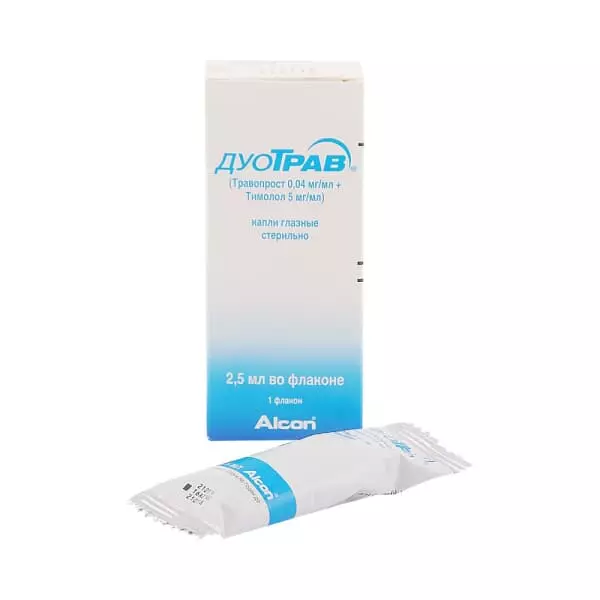 ДУОТРАВ®
(Травопрост 0,04 мг/мл +
Тимолол 5 мг/мл)
капли глазные
стерильно
2,5 мл во флаконе
1 флакон
Alcon®
Alcon